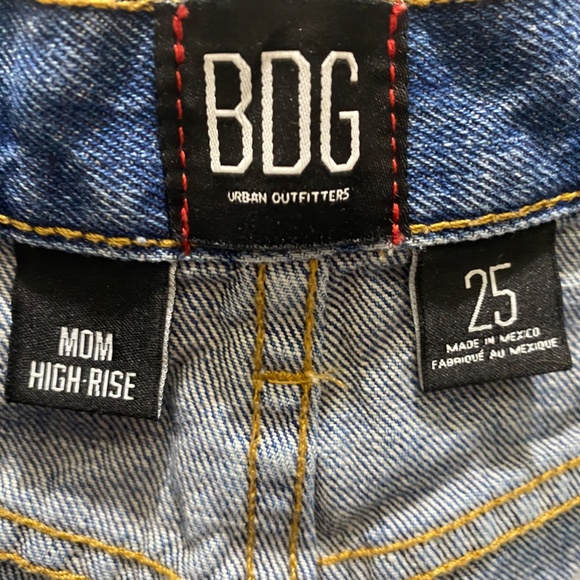 BDG
URBAN OUTFITTERS
MOM
HIGH-RISE
25
MADE IN MEXICO
FABRIQUÉ AU MEXIQUE